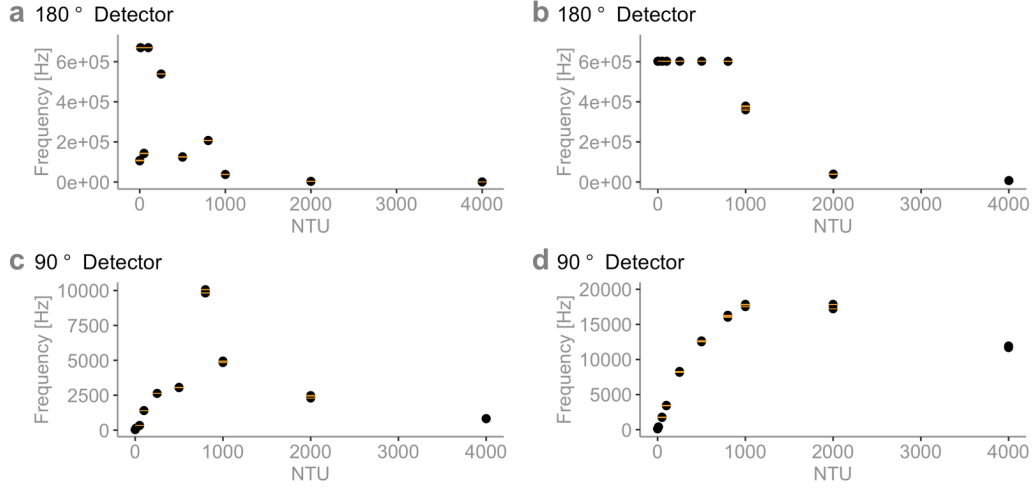 a 180 ° Detector
Frequency [Hz]
6e+05
4e+05
2e+05
0e+00
0 1000 2000 3000 4000
NTU
b 180 ° Detector
Frequency [Hz]
6e+05
4e+05
2e+05
0e+00
0 1000 2000 3000 4000
NTU
c 90 ° Detector
Frequency [Hz]
10000
7500
5000
2500
0
0 1000 2000 3000 4000
NTU
d 90 ° Detector
Frequency [Hz]
20000
15000
10000
5000
0
0 1000 2000 3000 4000
NTU